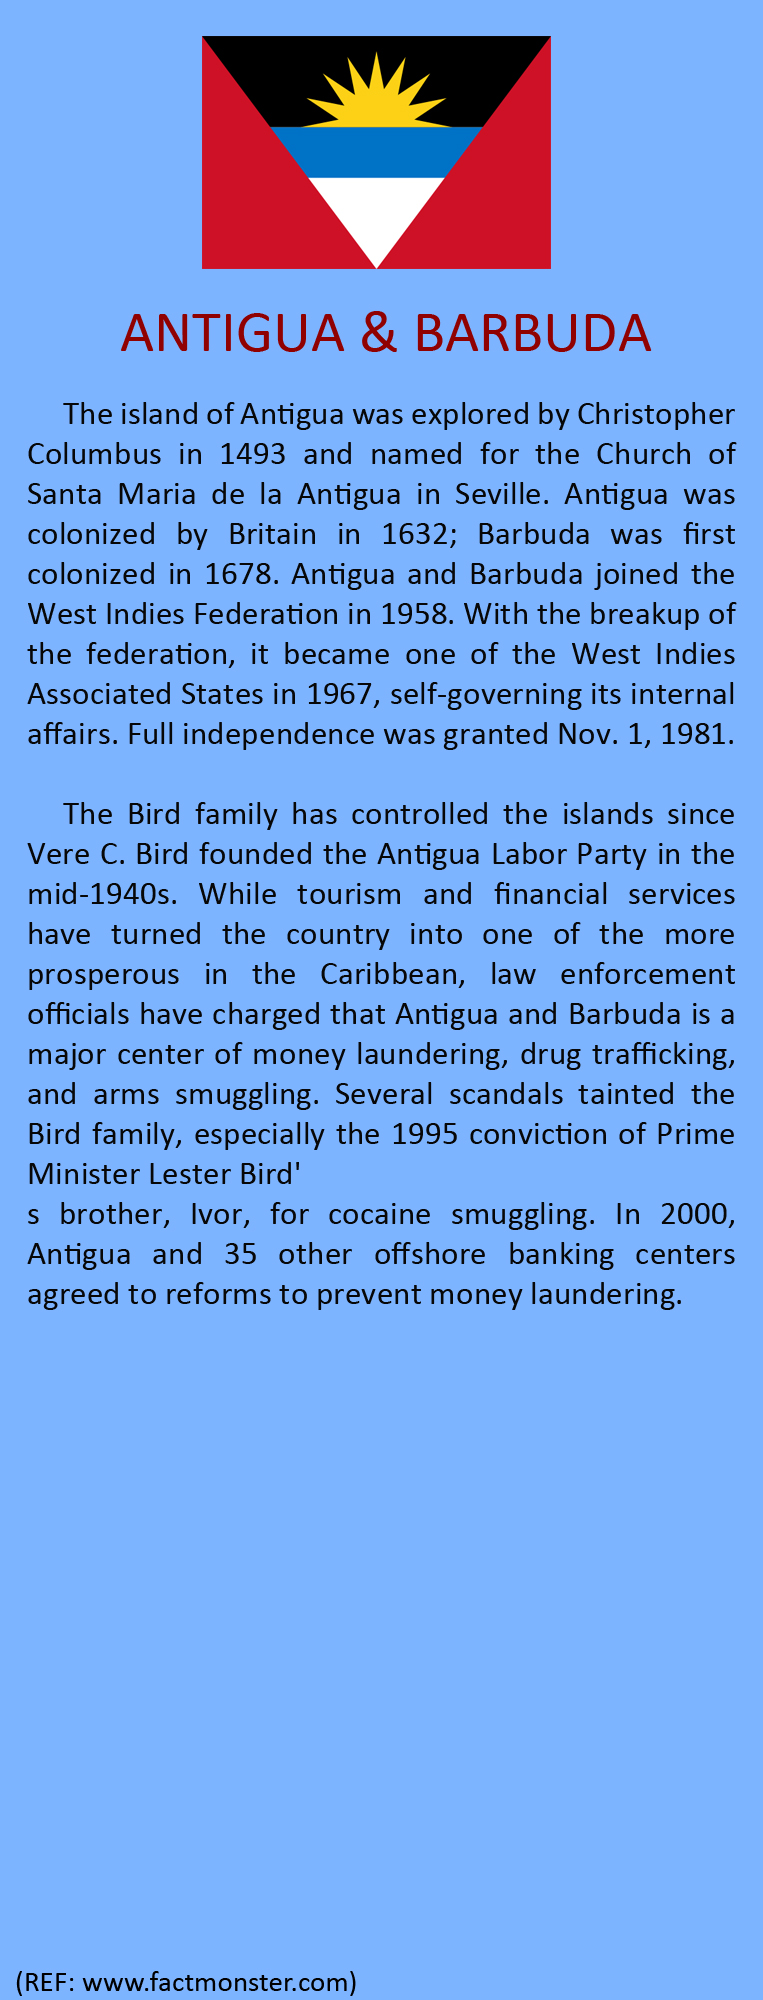 ANTIGUA & BARBUDA
The island of Antigua was explored by Christopher
Columbus in 1493 and named for the Church of
Santa Maria de la Antigua in Seville. Antigua was
colonized by Britain in 1632; Barbuda was first
colonized in 1678. Antigua and Barbuda joined the
West Indies Federation in 1958. With the breakup of
the federation, it became one of the West Indies
Associated States in 1967, self-governing its internal
affairs. Full independence was granted Nov. 1, 1981.
The Bird family has controlled the islands since
Vere C. Bird founded the Antigua Labor Party in the
mid-1940s. While tourism and financial services
have turned the country into one of the more
prosperous in the Caribbean, law enforcement
officials have charged that Antigua and Barbuda is a
major center of money laundering, drug trafficking,
and arms smuggling. Several scandals tainted the
Bird family, especially the 1995 conviction of Prime
Minister Lester Bird'
s brother, Ivor, for cocaine smuggling. In 2000,
Antigua and 35 other offshore banking centers
agreed to reforms to prevent money laundering.
(REF: www.factmonster.com)